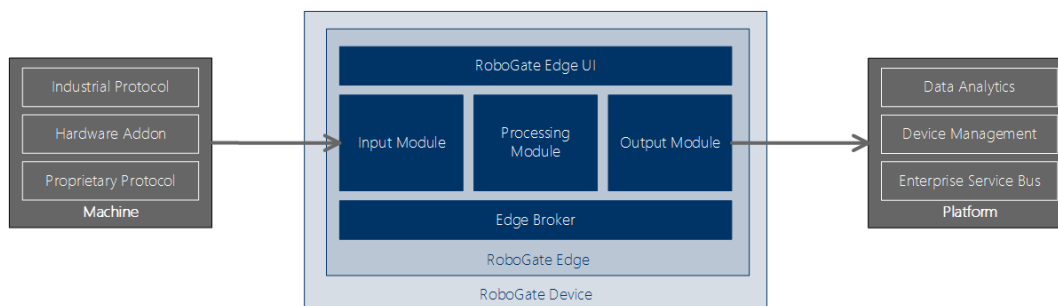 Industrial Protocol
Hardware Addon
Proprietary Protocol
Machine
RoboGate Edge UI
Input Module
Processing
Module
Output Module
Edge Broker
RoboGate Edge
RoboGate Device
Data Analytics
Device Management
Enterprise Service Bus
Platform